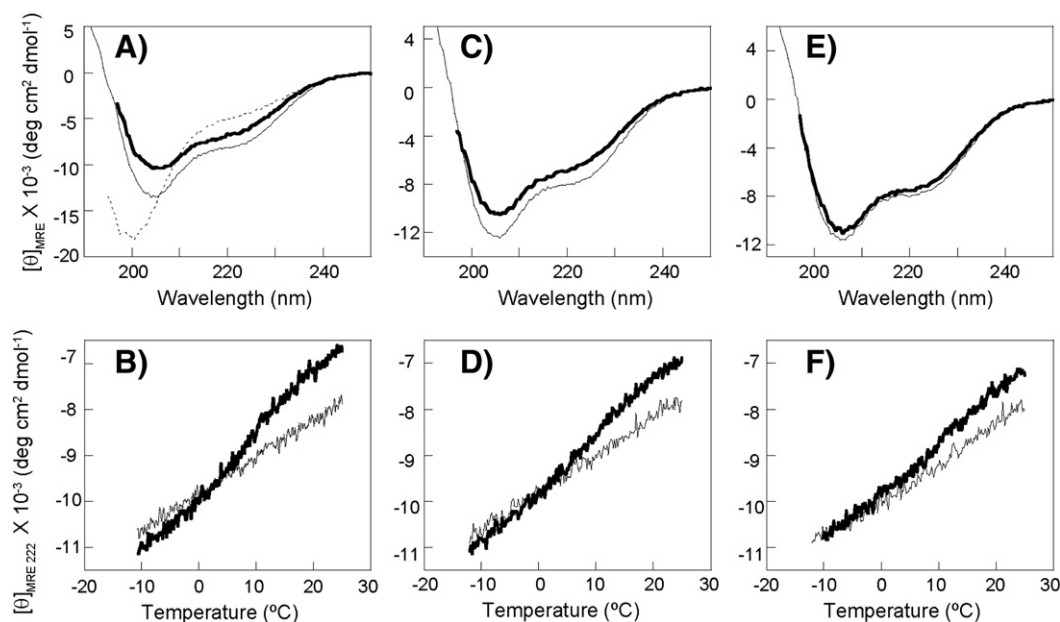 A)
C)
E)
5
0
-5
-10
-15
-20
4
0
-4
-8
-12
4
0
-4
-8
-12
200 220 240
200 220 240
200 220 240
Wavelength (nm)
Wavelength (nm)
Wavelength (nm)
[θ]MRE X 10-3 (deg cm2 dmol-1)
B)
D)
F)
-7
-8
-9
-10
-11
-7
-8
-9
-10
-11
-7
-8
-9
-10
-11
-20 -10 0 10 20 30
-20 -10 0 10 20 30
-20 -10 0 10 20 30
Temperature (ºC)
Temperature (ºC)
Temperature (ºC)
[θ]MRE 222 X 10-3 (deg cm2 dmol-1)